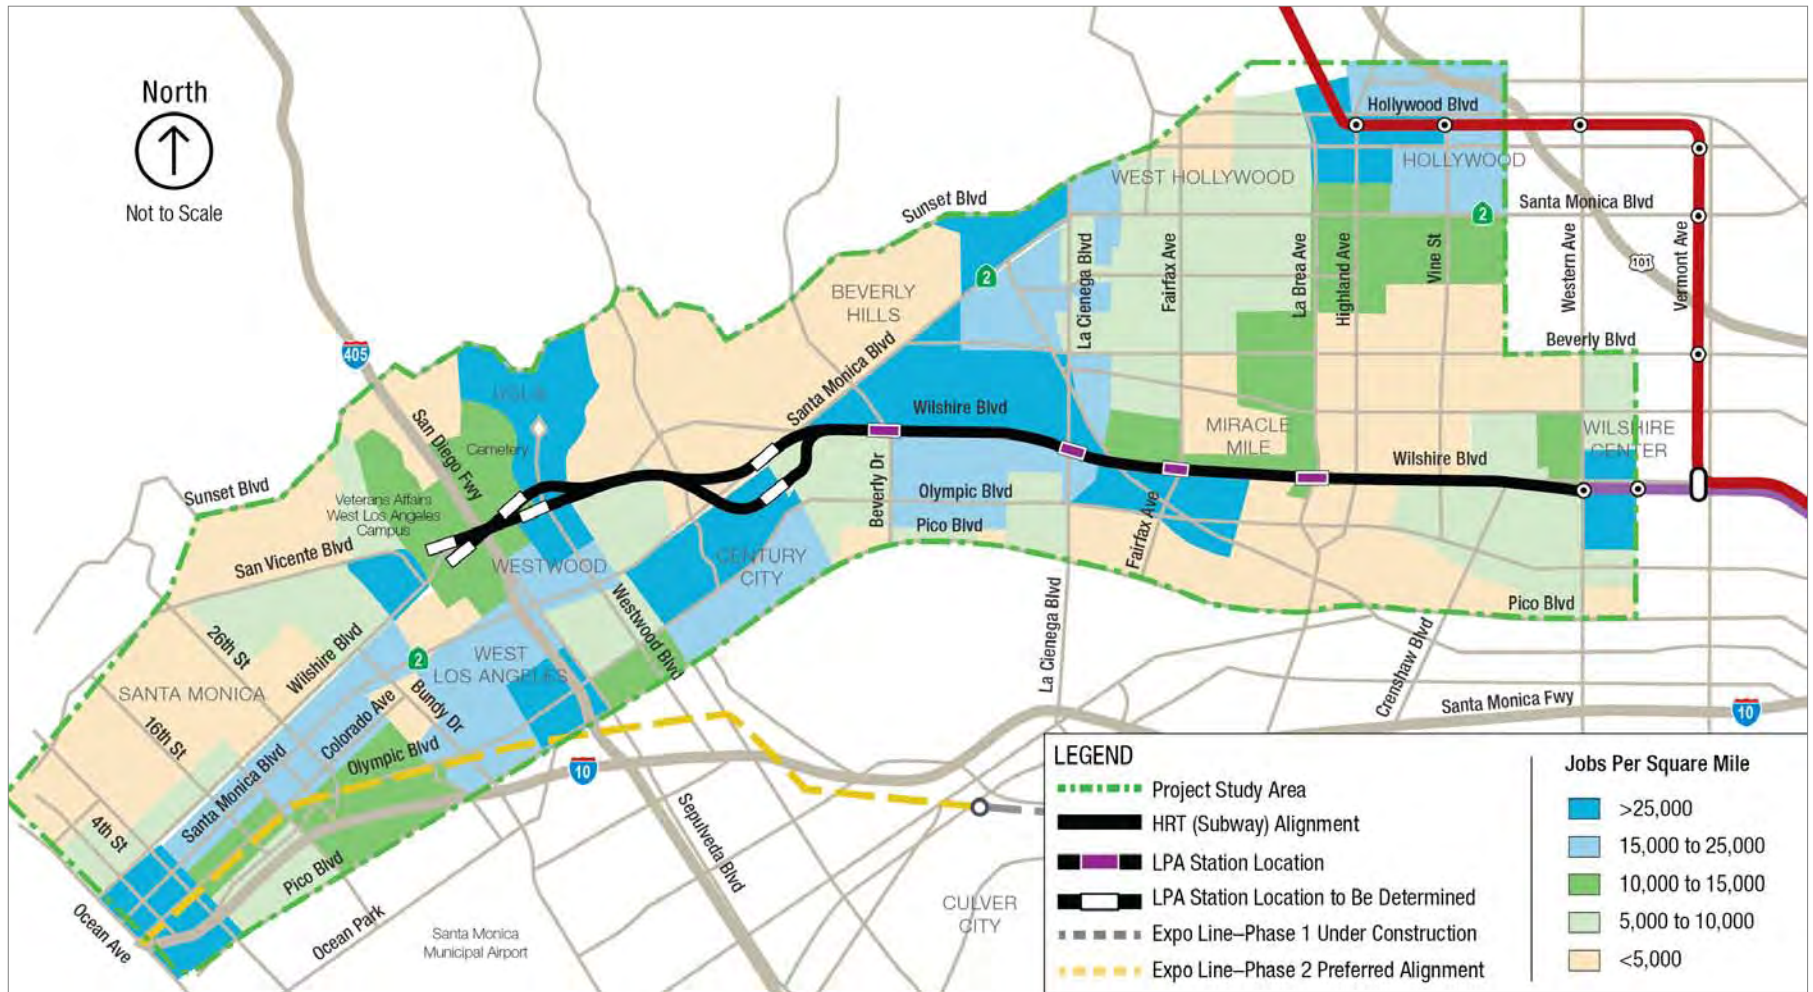 North
Not to Scale
Hollywood Blvd
HOLLYWOOD
WEST HOLLYWOOD
Sunset Blvd
Santa Monica Blvd
2
2
La Cienega Blvd
Fairfax Ave
La Brea Ave
Highland Ave
Vine St
Western Ave
Vermont Ave
101
BEVERLY
HILLS
Beverly Blvd
405
UCLA
Santa Monica Blvd
San Diego Fwy
Cemetery
Wilshire Blvd
MIRACLE
MILE
WILSHIRE
CENTER
Wilshire Blvd
Sunset Blvd
Veterans Affairs
West Los Angeles
Campus
Beverly Dr
Olympic Blvd
Pico Blvd
Fairfax Ave
San Vicente Blvd
WESTWOOD
CENTURY
CITY
Pico Blvd
26th St
Wilshire Blvd
Westwood Blvd
La Cienega Blvd
Crenshaw Blvd
2
WEST
LOS ANGELES
SANTA MONICA
Bundy Dr
Colorado Ave
16th St
Olympic Blvd
Santa Monica Blvd
Santa Monica Fwy
10
10
4th St
Pico Blvd
Sepulveda Blvd
Ocean Ave
Ocean Park
Santa Monica
Municipal Airport
CULVER
CITY
LEGEND
Project Study Area
HRT (Subway) Alignment
LPA Station Location
LPA Station Location to Be Determined
Expo Line–Phase 1 Under Construction
Expo Line–Phase 2 Preferred Alignment
Jobs Per Square Mile
>25,000
15,000 to 25,000
10,000 to 15,000
5,000 to 10,000
<5,000